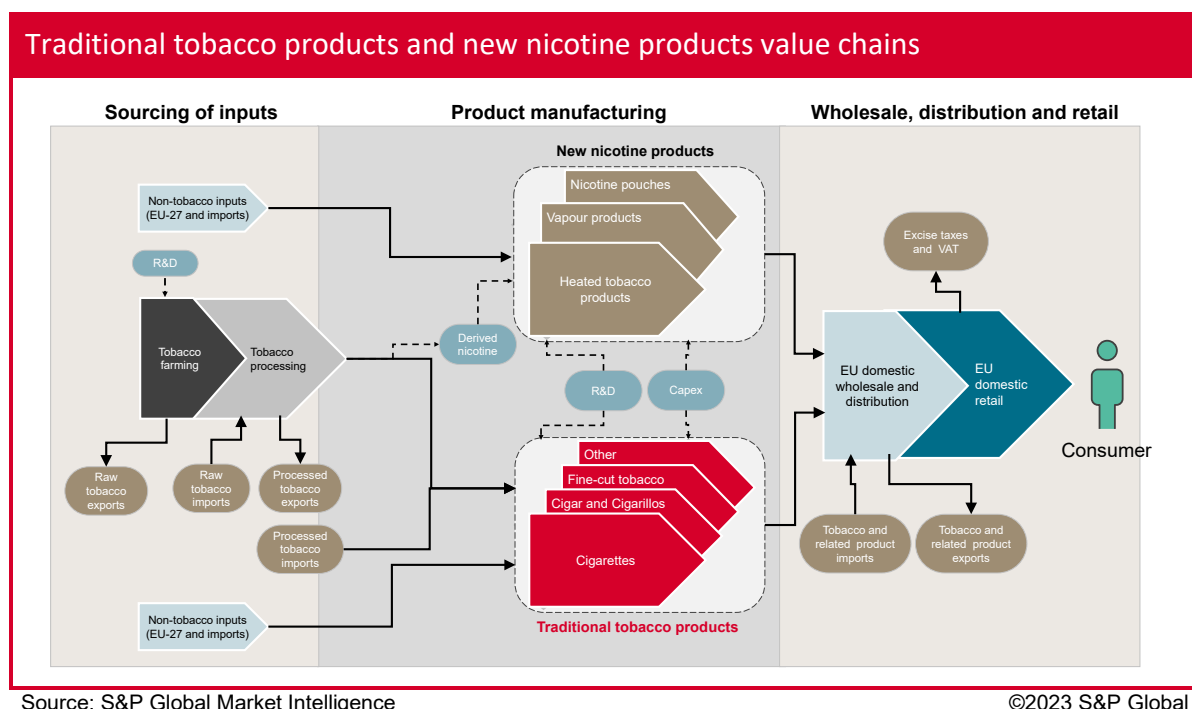 Traditional tobacco products and new nicotine products value chains
Sourcing of inputs
Product manufacturing
Wholesale, distribution and retail
New nicotine products
Nicotine pouches
Vapour products
Heated tobacco
products
Non-tobacco inputs
(EU-27 and imports)
R&D
Tobacco
farming
Tobacco
processing
Derived
nicotine
R&D
Capex
Raw
tobacco
exports
Raw
tobacco
imports
Processed
tobacco
exports
Processed
tobacco
imports
Other
Fine-cut tobacco
Cigar and Cigarillos
Cigarettes
Traditional tobacco products
Non-tobacco inputs
(EU-27 and imports)
Excise taxes
and VAT
EU domestic
wholesale and
distribution
EU
domestic
retail
Consumer
Tobacco and
related product
imports
Tobacco and
related product
exports
Source: S&P Global Market Intelligence
©2023 S&P Global